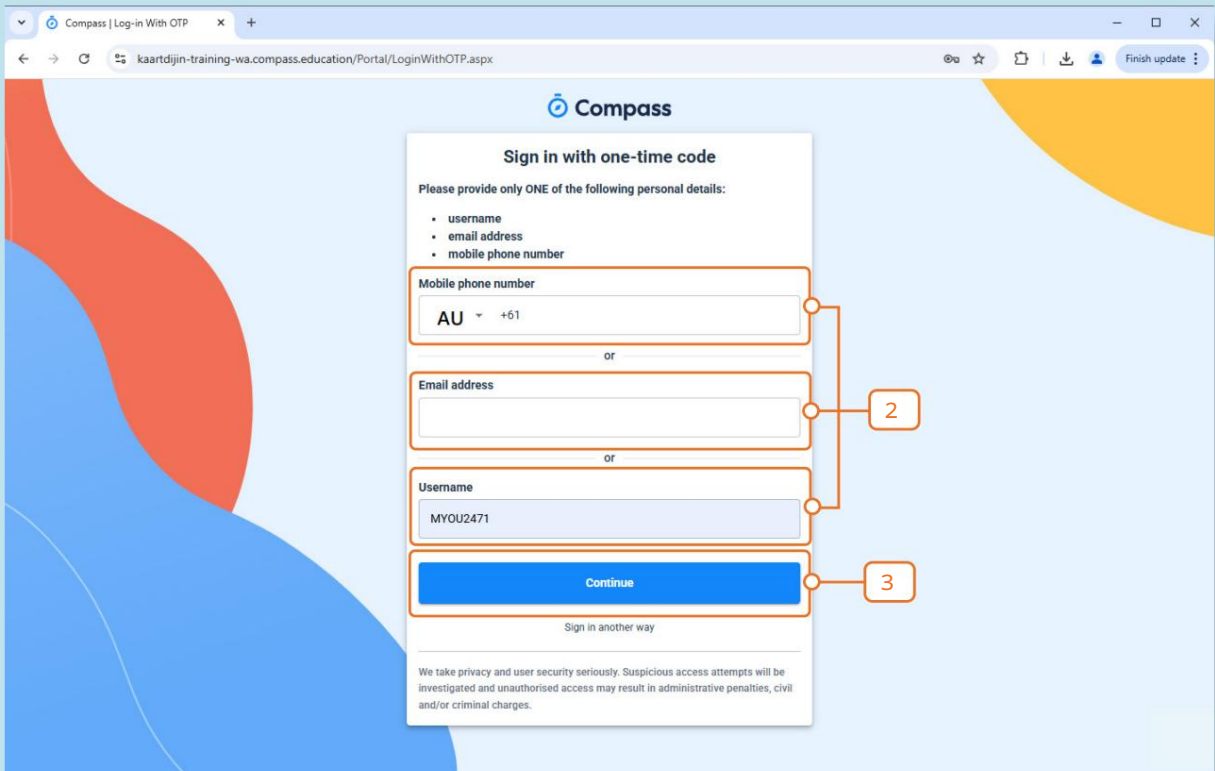 Compass | Log-in With OTP
kaartdijin-training-wa.compass.education/Portal/LoginWithOTP.aspx
Finish update
Compass
Sign in with one-time code
Please provide only ONE of the following personal details:
• username
• email address
• mobile phone number
Mobile phone number
AU +61
or
Email address
2
or
Username
MYOU2471
Continue
3
Sign in another way
We take privacy and user security seriously. Suspicious access attempts will be
investigated and unauthorised access may result in administrative penalties, civil
and/or criminal charges.